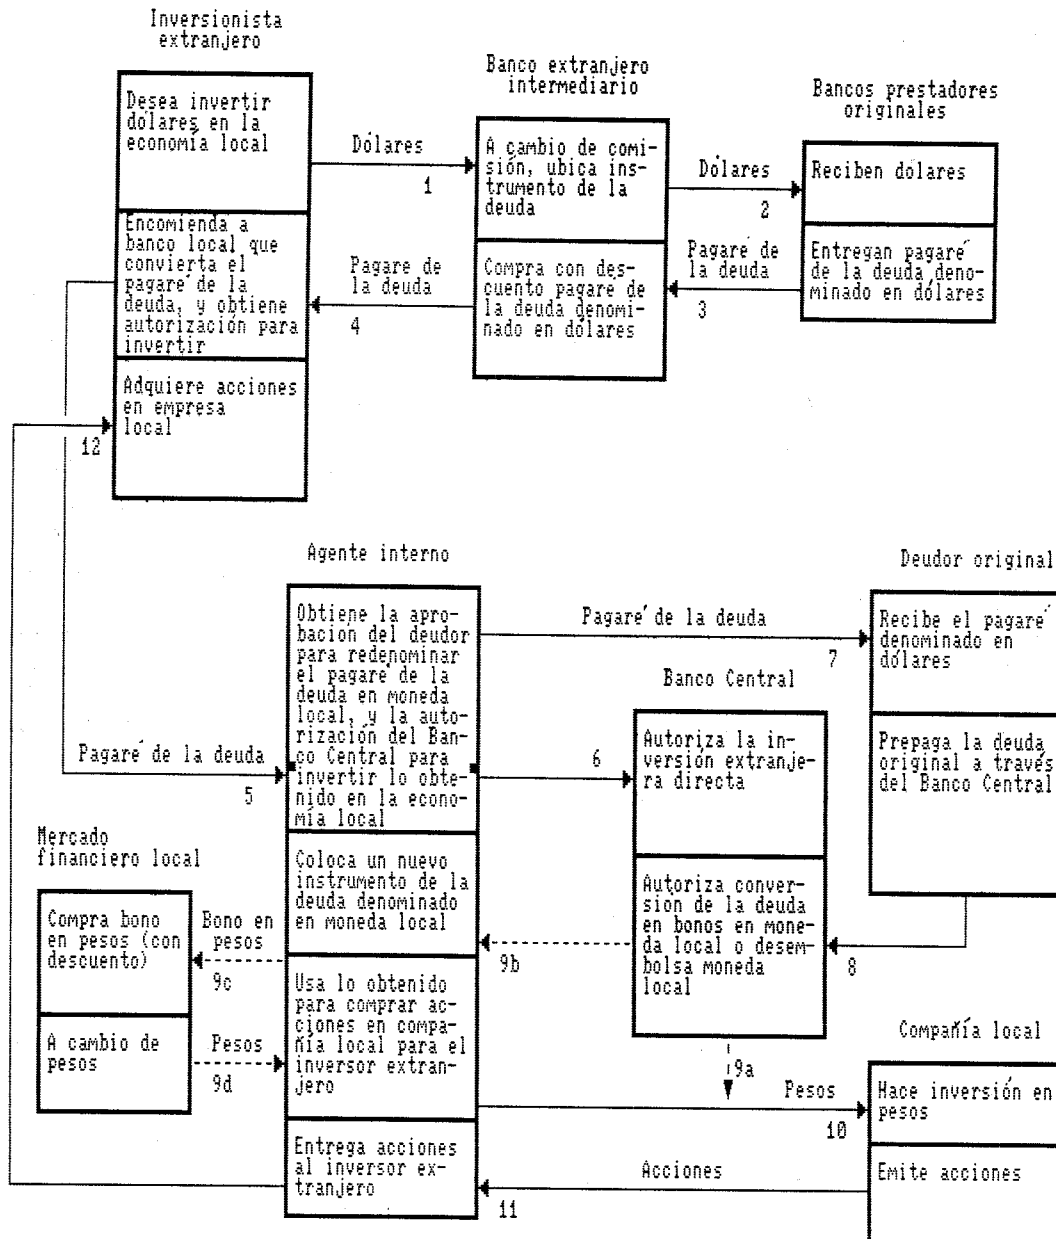 Inversionista
extranjero
Desea invertir
dólares en la
economía local
Encomienda a
banco local que
convierta el
pagaré de la
deuda, y obtiene
autorización para
invertir
Adquiere acciones
en empresa
local
Dólares
1
Pagaré de
la deuda
4
12
Banco extranjero
intermediario
A cambio de comi-
sión, ubica ins-
trumento de la
deuda
Compra con des-
cuento pagaré de
la deuda denomi-
nado en dólares
Dólares
2
Pagaré de
la deuda
3
Bancos prestadores
originales
Reciben dólares
Entregan pagaré
de la deuda deno-
minado en dólares
Agente interno
Obtiene la apro-
bación del deudor
para redenominar
el pagaré de la
deuda en moneda
local, y la auto-
rización del Ban-
co Central para
invertir lo obte-
nido en la econo-
mía local
Coloca un nuevo
instrumento de la
deuda denominado
en moneda local
Usa lo obtenido
para comprar ac-
ciones en compa-
ñía local para el
inversor extran-
jero
Entrega acciones
al inversor ex-
tranjero
Pagaré de la deuda
5
Pagaré de la deuda
7
Deudor original
Recibe el pagaré
denominado en
dólares
Prepaga la deuda
original a través
del Banco Central
Banco Central
6
Autoriza la in-
versión extranje-
ra directa
Autoriza conver-
sión de la deuda
en bonos en mone-
da local o desem-
bolsa moneda
local
8
9b
9a
Mercado
financiero local
Compra bono
en pesos (con
descuento)
A cambio de
pesos
Bono en
pesos
9c
Pesos
9d
Compañía local
Pesos
10
Hace inversión en
pesos
Emite acciones
Acciones
11